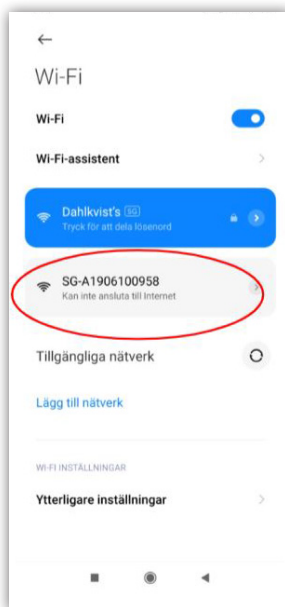 Wi-Fi
Wi-Fi
Wi-Fi-assistent
Dahlkvist's 5G
Tryck för att dela lösenord
SG-A1906100958
Kan inte ansluta till Internet
Tillgängliga nätverk
Lägg till nätverk
WI-FI INSTÄLLNINGAR
Ytterligare inställningar